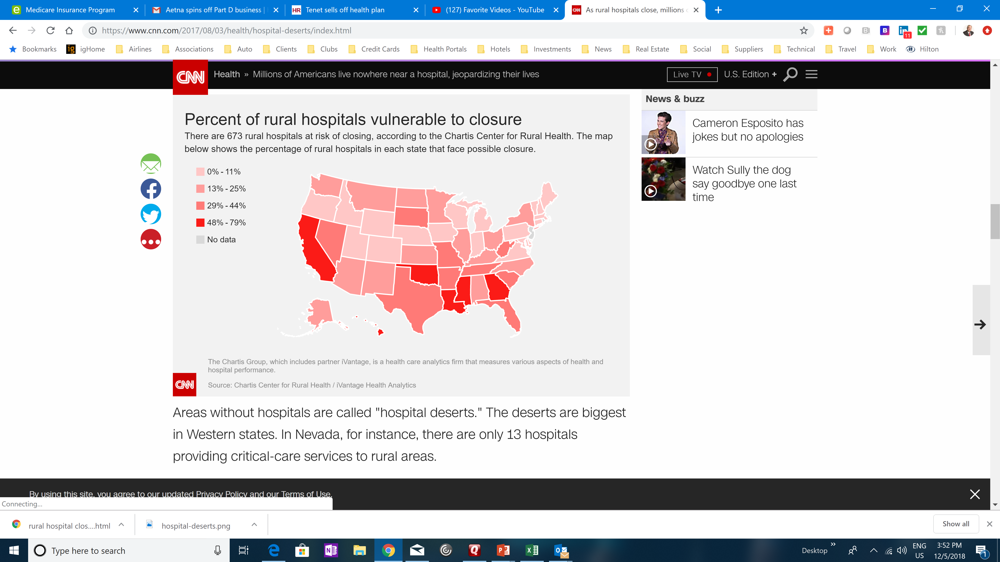 Medicare Insurance Program
Aetna spins off Part D business |
HR Tenet sells off health plan
(127) Favorite Videos - YouTube
CNN As rural hospitals close, millions
https://www.cnn.com/2017/08/03/health/hospital-deserts/index.html
11
Bookmarks
ig igHome
Airlines
Associations
Auto
Clients
Clubs
Credit Cards
Health Portals
Hotels
Investments
News
Real Estate
Social
Suppliers
Technical
Travel
Work
Hilton
CNN Health » Millions of Americans live nowhere near a hospital, jeopardizing their lives
Live TV
U.S. Edition +
Percent of rural hospitals vulnerable to closure
There are 673 rural hospitals at risk of closing, according to the Chartis Center for Rural Health. The map
below shows the percentage of rural hospitals in each state that face possible closure.
0% - 11%
13% - 25%
29% - 44%
48% - 79%
No data
The Chartis Group, which includes partner iVantage, is a health care analytics firm that measures various aspects of health and
hospital performance.
CNN Source: Chartis Center for Rural Health / iVantage Health Analytics
News & buzz
Cameron Esposito has
jokes but no apologies
Watch Sully the dog
say goodbye one last
time
Areas without hospitals are called "hospital deserts." The deserts are biggest
in Western states. In Nevada, for instance, there are only 13 hospitals
providing critical-care services to rural areas.
By using this site, you agree to our updated Privacy Policy and our Terms of Use.
Connecting...
rural hospital clos....html
hospital-deserts.png
Show all
Type here to search
Desktop
ENG
US
3:52 PM
12/5/2018
1